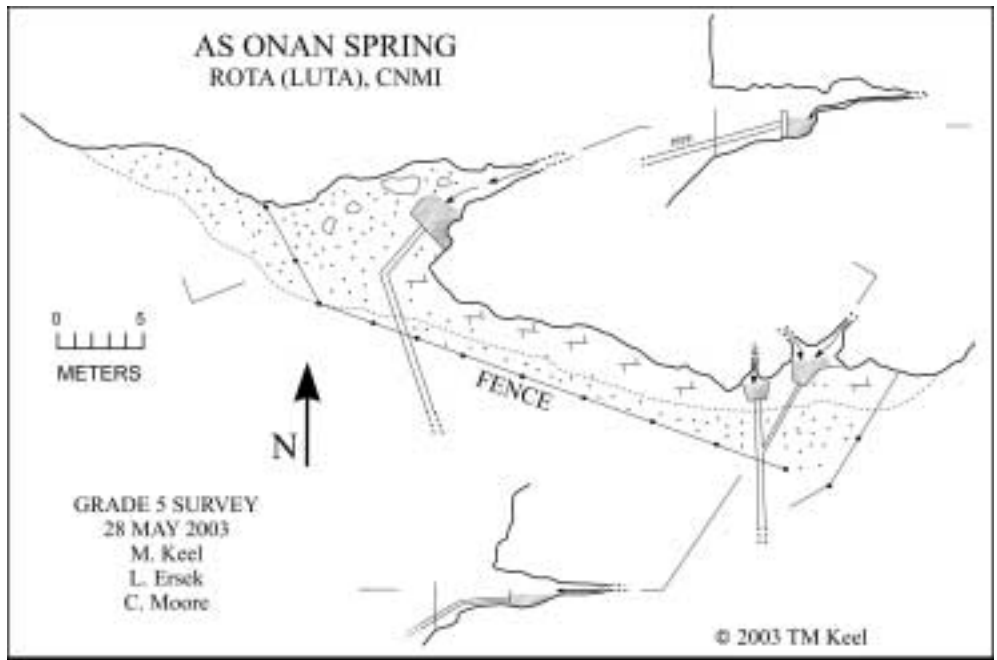 AS ONAN SPRING
ROTA (LUTA), CNMI
PIPE
0 5
METERS
FENCE
N
GRADE 5 SURVEY
28 MAY 2003
M. Keel
L. Ersek
C. Moore
© 2003 TM Keel